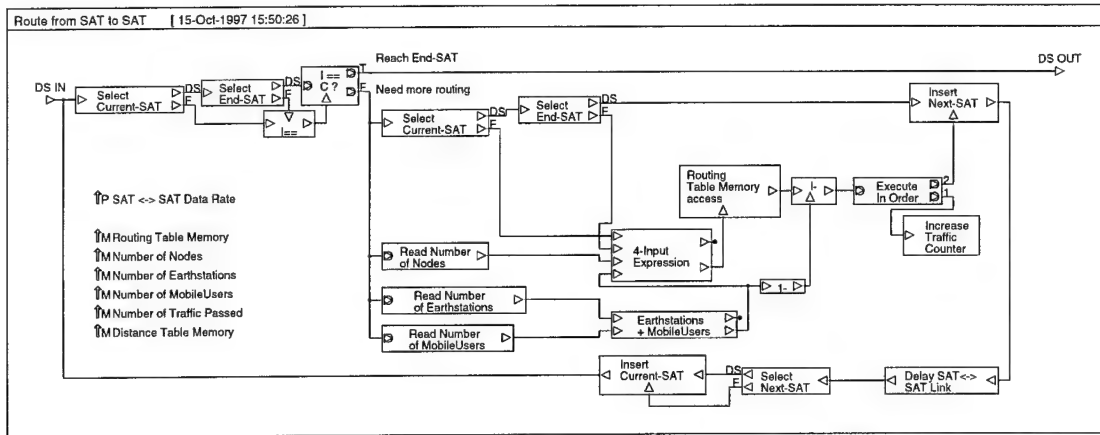 Route from SAT to SAT [ 15-Oct-1997 15:50:26 ]
Reach End-SAT
DS IN
DS OUT
Select
Current-SAT
DS
F
Select
End-SAT
DS
F
I ==
C ?
T
F
I==
Need more routing
Select
Current-SAT
DS
F
Select
End-SAT
DS
F
Insert
Next-SAT
Routing
Table Memory
access
I-
Execute
In Order
2
1
Increase
Traffic
Counter
⇑P SAT <-> SAT Data Rate
⇑M Routing Table Memory
⇑M Number of Nodes
⇑M Number of Earthstations
⇑M Number of MobileUsers
⇑M Number of Traffic Passed
⇑M Distance Table Memory
Read Number
of Nodes
4-Input
Expression
1-
Read Number
of Earthstations
Earthstations
+ MobileUsers
Read Number
of MobileUsers
Insert
Current-SAT
DS
F
Select
Next-SAT
Delay SAT<->
SAT Link